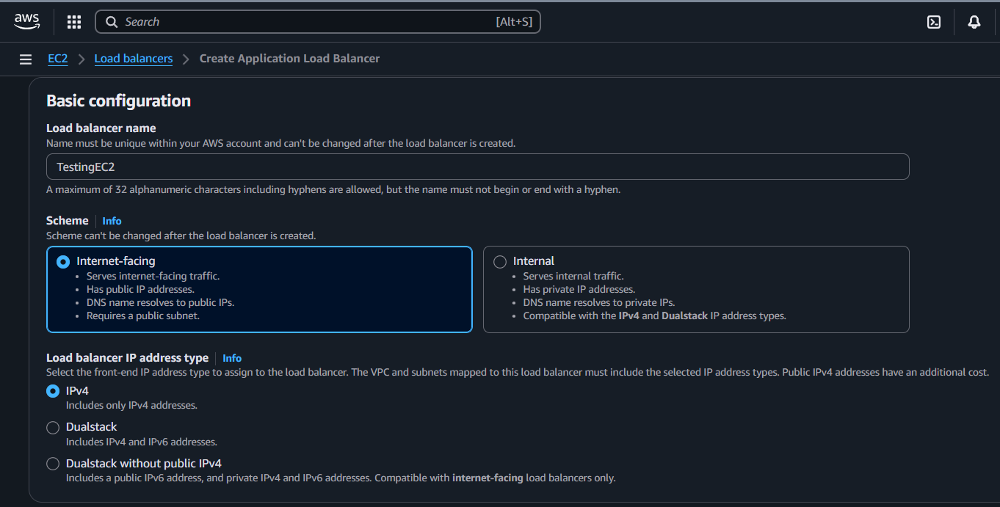 aws
Search [Alt+S]
EC2 Load balancers Create Application Load Balancer
Basic configuration
Load balancer name
Name must be unique within your AWS account and can't be changed after the load balancer is created.
TestingEC2
A maximum of 32 alphanumeric characters including hyphens are allowed, but the name must not begin or end with a hyphen.
Scheme Info
Scheme can't be changed after the load balancer is created.
Internet-facing
• Serves internet-facing traffic.
• Has public IP addresses.
• DNS name resolves to public IPs.
• Requires a public subnet.
Internal
• Serves internal traffic.
• Has private IP addresses.
• DNS name resolves to private IPs.
• Compatible with the IPv4 and Dualstack IP address types.
Load balancer IP address type Info
Select the front-end IP address type to assign to the load balancer. The VPC and subnets mapped to this load balancer must include the selected IP address types. Public IPv4 addresses have an additional cost.
IPv4
Includes only IPv4 addresses.
Dualstack
Includes IPv4 and IPv6 addresses.
Dualstack without public IPv4
Includes a public IPv6 address, and private IPv4 and IPv6 addresses. Compatible with internet-facing load balancers only.